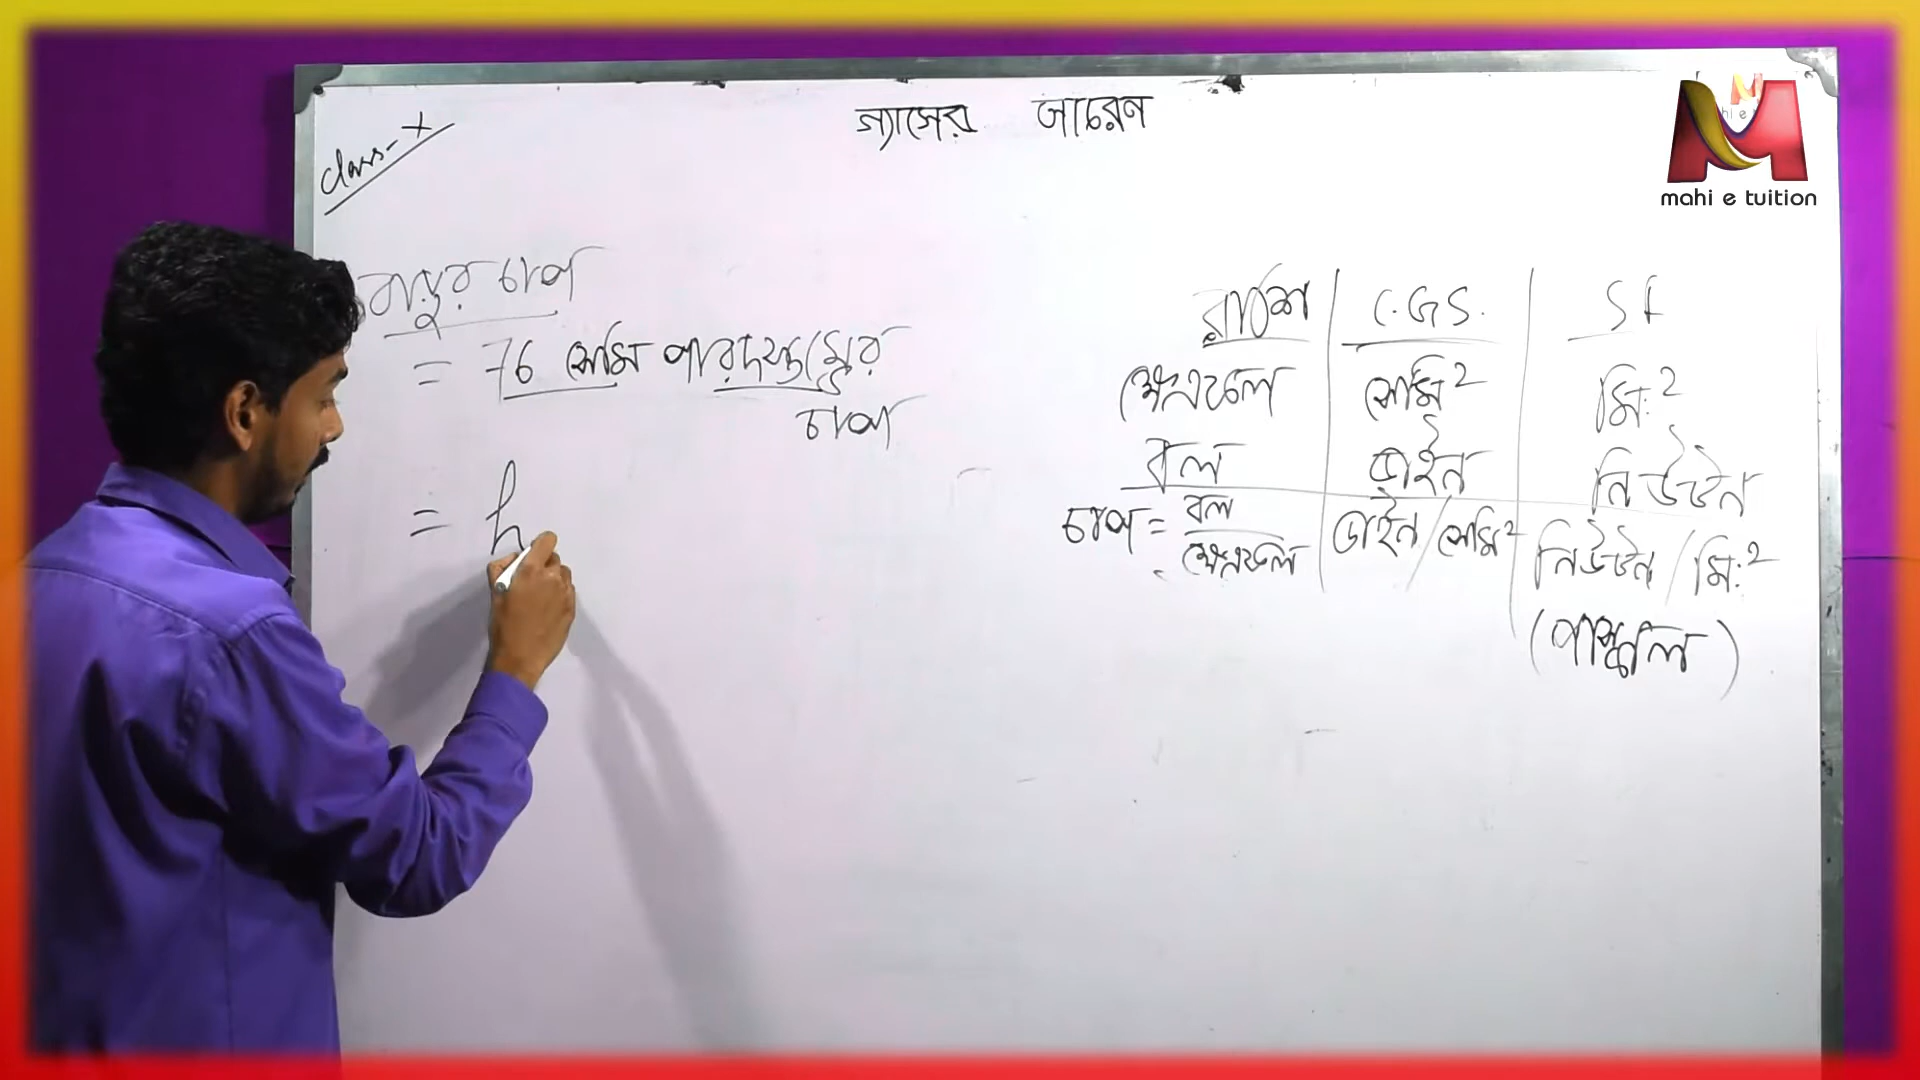 গ্যাসের আচরণ
Class-X
mahi e tuition
বায়ুর চাপ
= 76 সেমি পারদস্তম্ভের
চাপ
= h
রাশি C.G.S. SI
ক্ষেত্রফল সেমি² মি:²
বল ডাইন নিউটন
চাপ = বল / ক্ষেত্রফল ডাইন/সেমি² নিউটন/মি:²
(পাস্কাল)